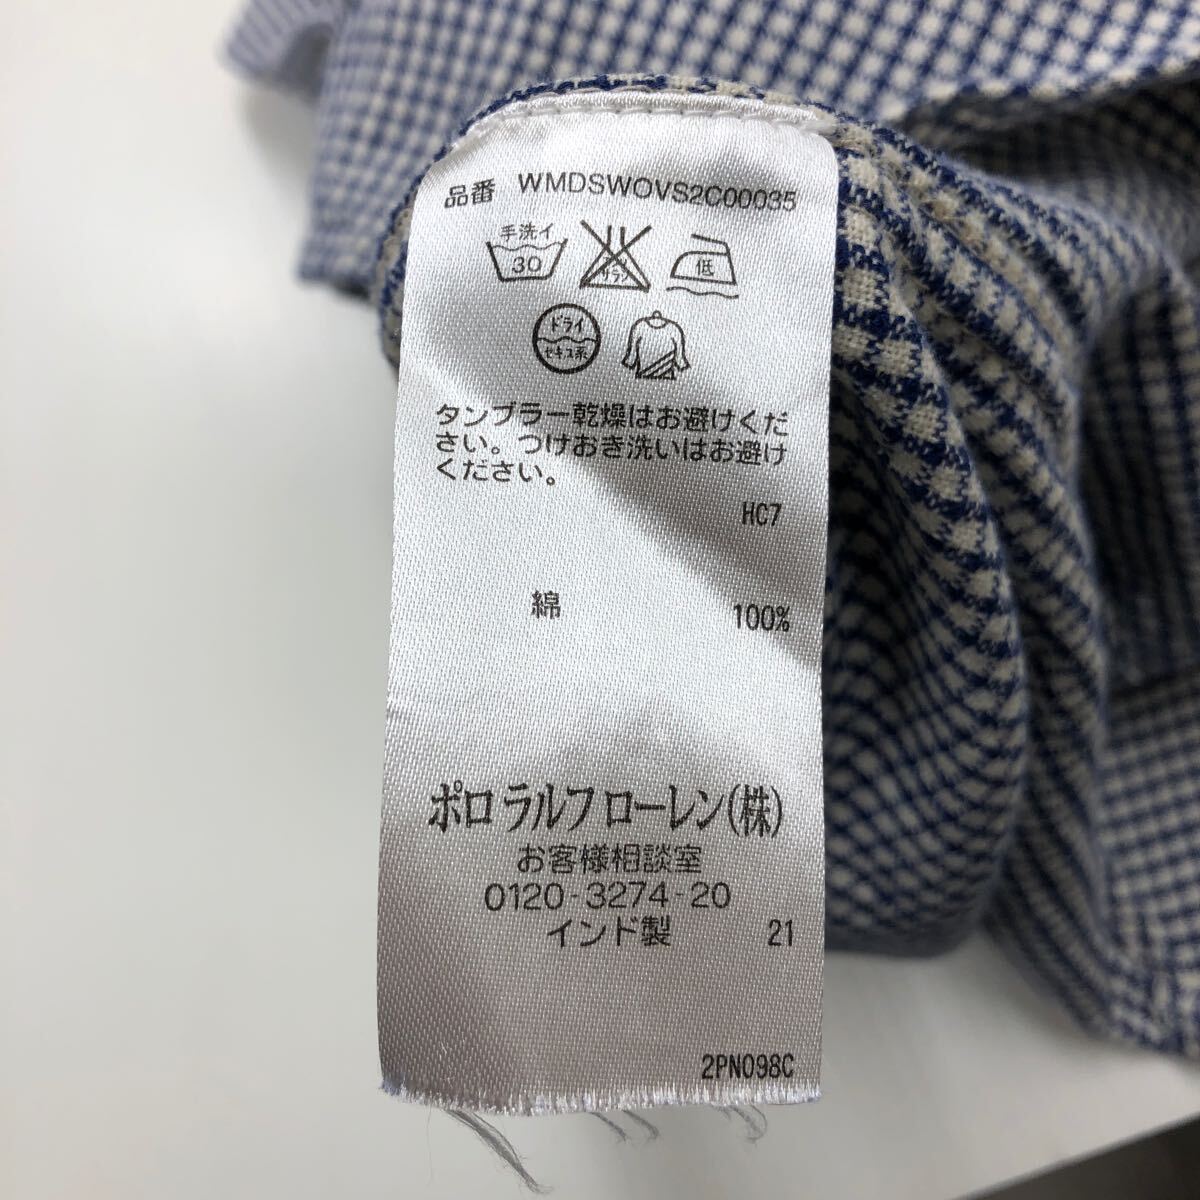 品番 WMDSWOVS2C00035
手洗イ
30
サラシ
低
ドライ
セキユ系
タンブラー乾燥はお避けくだ
さい。つけおき洗いはお避け
ください。
HC7
綿 100%
ポロ ラルフ ローレン(株)
お客様相談室
0120-3274-20
インド製 21
2PN098C